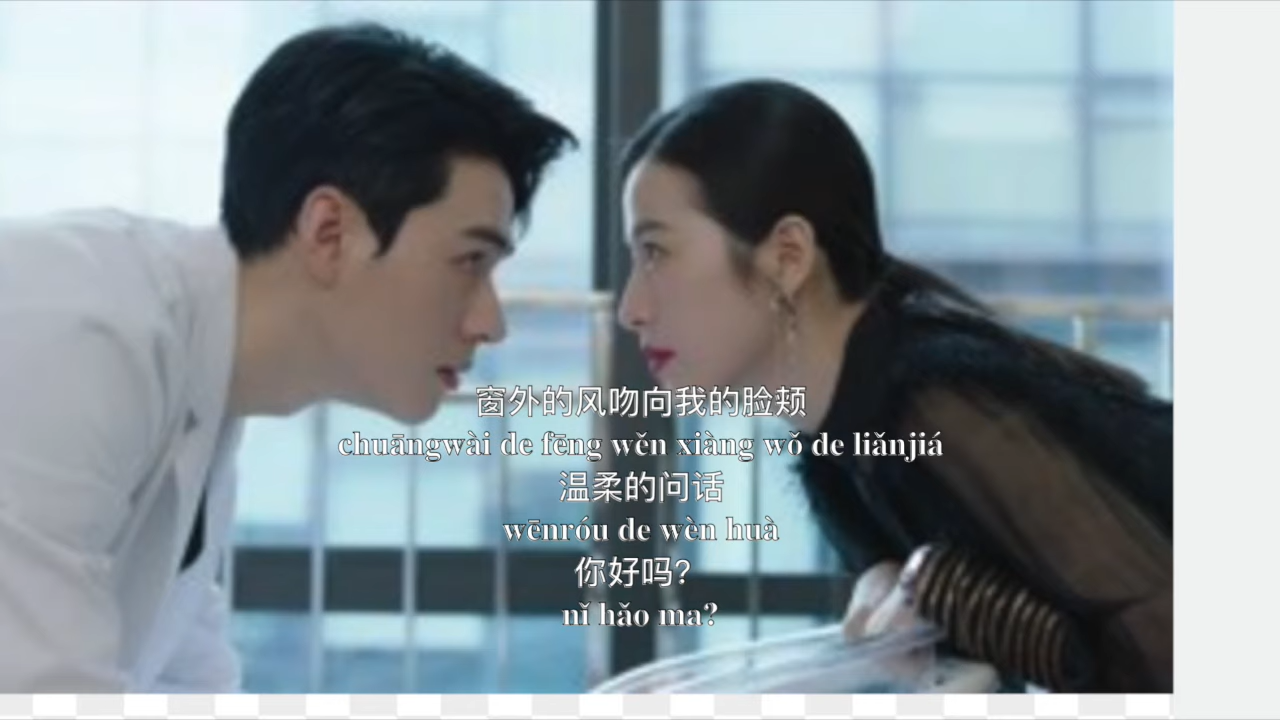 窗外的风吻向我的脸颊
chuāngwài de fēng wěn xiàng wǒ de liǎnjiá
温柔的问话
wēnróu de wèn huà
你好吗？
nǐ hǎo ma?